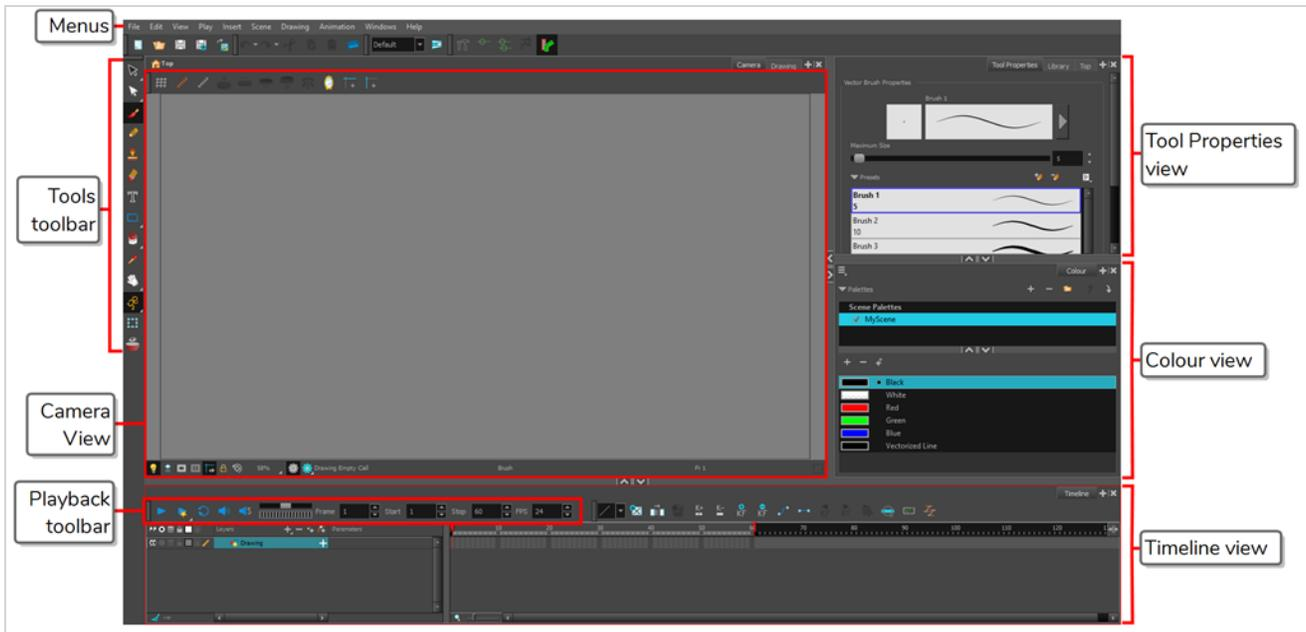 Menus
File Edit View Play Insert Scene Drawing Animation Windows Help
Default
Top Camera Drawing
Tool Properties Library Top
Vector Brush Properties
Brush 1
Maximum Size
5
Presets
Brush 1
5
Brush 2
10
Brush 3
Tool Properties
view
Tools
toolbar
Colour
Palettes
Scene Palettes
MyScene
Black
White
Red
Green
Blue
Vectorized Line
Colour view
Camera
View
58% Drawing Empty Cell Brush Fr 1
Playback
toolbar
Timeline
Frame 1 Start 1 Stop 60 FPS 24
Layers Parameters
10 20 30 40 50 60 70 80 90 100 110 120
Drawing
Timeline view